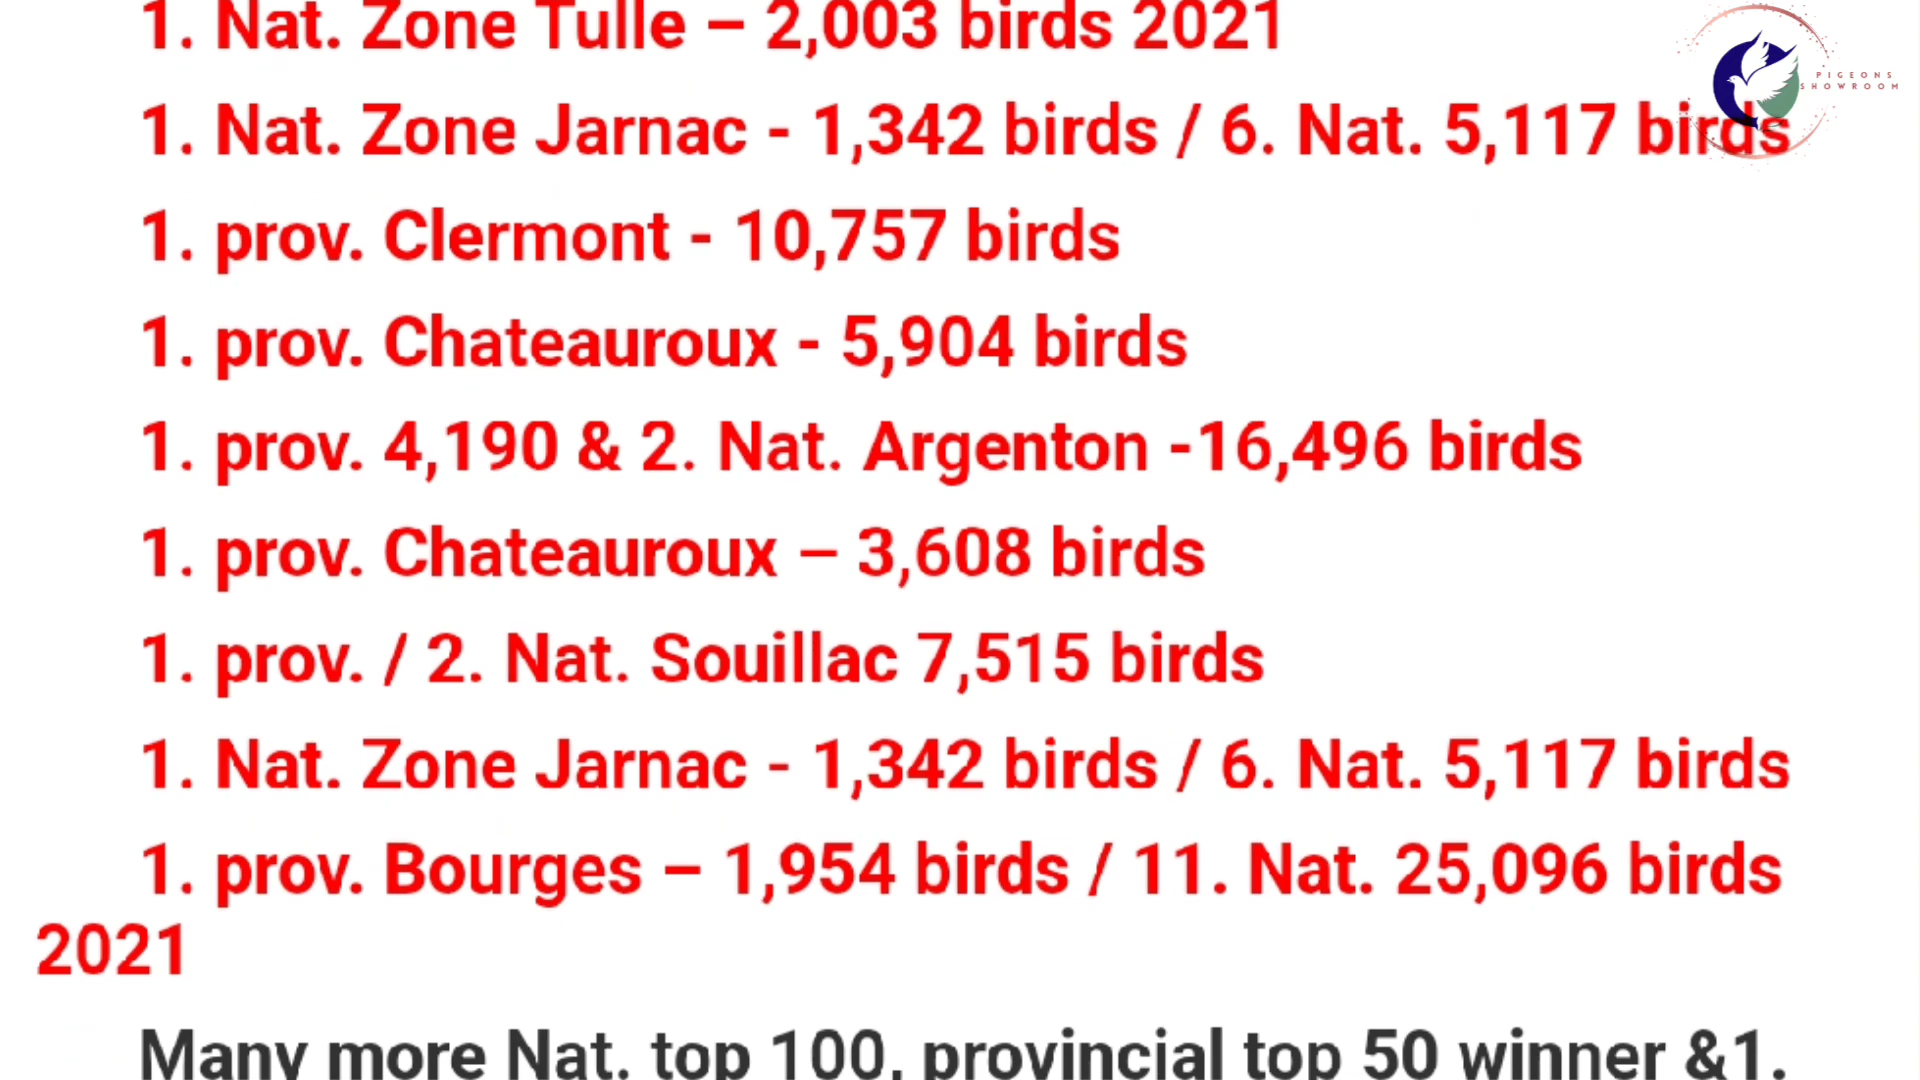 1. Nat. Zone Tulle – 2,003 birds 2021
PIGEONS
SHOWROOM
1. Nat. Zone Jarnac - 1,342 birds / 6. Nat. 5,117 birds
1. prov. Clermont - 10,757 birds
1. prov. Chateauroux - 5,904 birds
1. prov. 4,190 & 2. Nat. Argenton -16,496 birds
1. prov. Chateauroux – 3,608 birds
1. prov. / 2. Nat. Souillac 7,515 birds
1. Nat. Zone Jarnac - 1,342 birds / 6. Nat. 5,117 birds
1. prov. Bourges – 1,954 birds / 11. Nat. 25,096 birds
2021
Many more Nat. top 100, provincial top 50 winner &1.